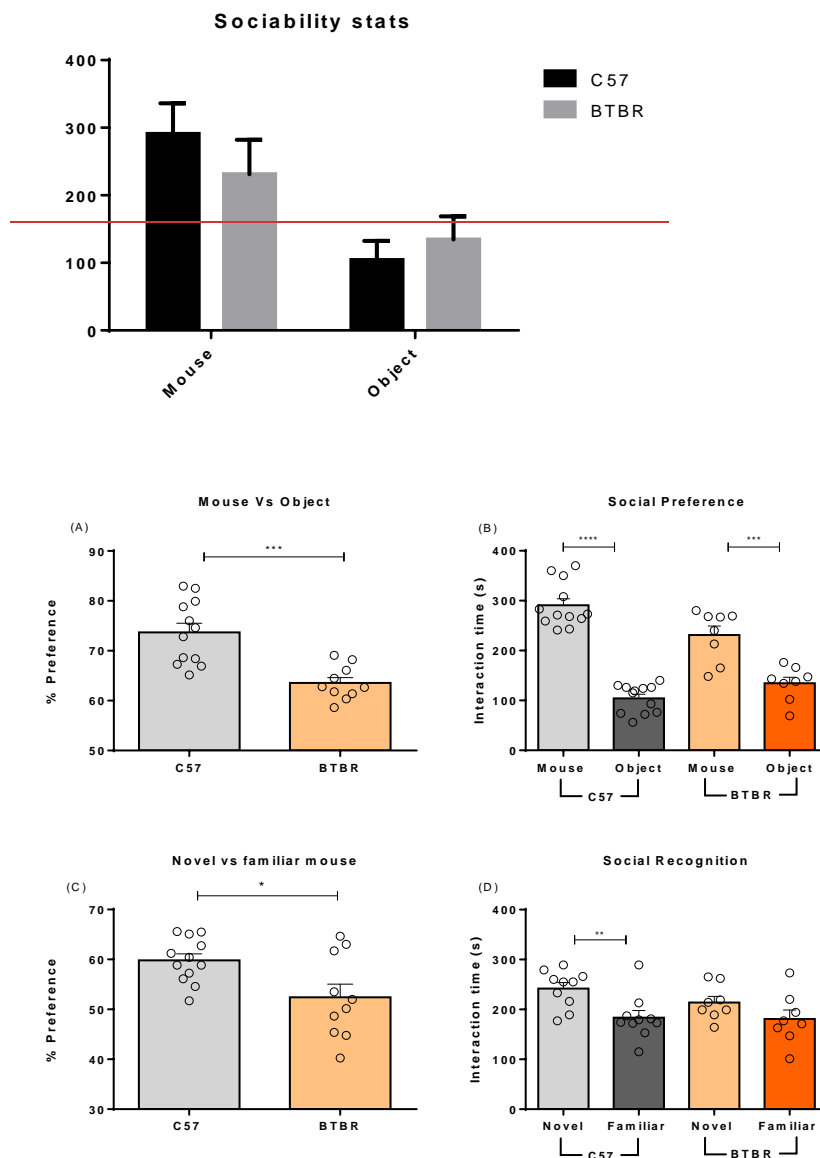 Sociability stats
400
300
200
100
0
C57
BTBR
Mouse
Object
Mouse Vs Object
(A)
***
90
80
70
60
50
% Preference
C57
BTBR
Social Preference
(B)
****
***
400
300
200
100
0
Interaction time (s)
Mouse
Object
Mouse
Object
C57
BTBR
Novel vs familiar mouse
(C)
*
70
60
50
40
30
% Preference
C57
BTBR
Social Recognition
(D)
**
400
300
200
100
0
Interaction time (s)
Novel
Familiar
Novel
Familiar
C57
BTBR